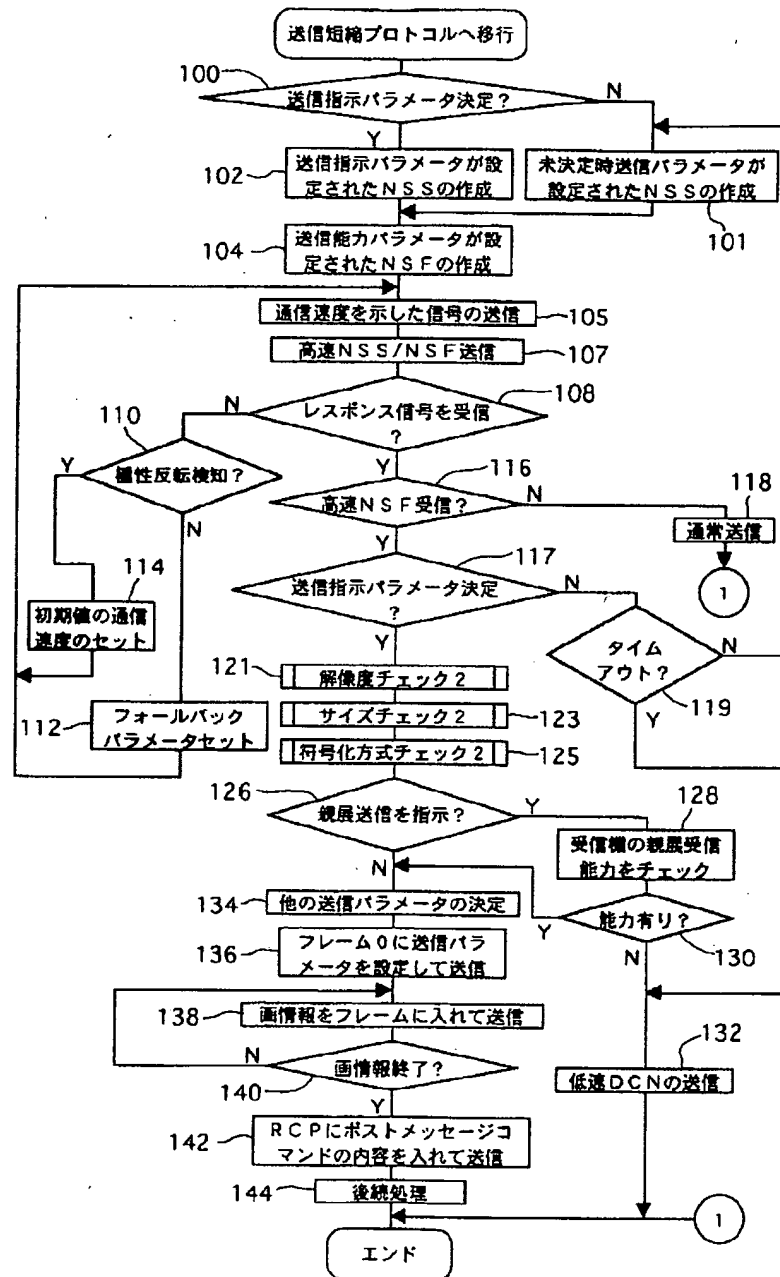 送信短縮プロトコルへ移行
100
送信指示パラメータ決定?
N
Y
102
送信指示パラメータが設
定されたNSSの作成
未決定時送信パラメータが
設定されたNSSの作成
101
104
送信能力パラメータが設
定されたNSFの作成
通信速度を示した信号の送信
105
高速NSS/NSF送信
107
108
レスポンス信号を受信
?
N
Y
110
極性反転検知?
Y
N
116
高速NSF受信?
N
Y
118
通常送信
1
117
送信指示パラメータ決定
?
N
Y
114
初期値の通信
速度のセット
タイム
アウト?
N
Y
119
121
解像度チェック2
112
フォールバック
パラメータセット
サイズチェック2
123
符号化方式チェック2
125
126
親展送信を指示?
Y
N
128
受信機の親展受信
能力をチェック
134
他の送信パラメータの決定
能力有り?
Y
N
130
136
フレーム0に送信パラ
メータを設定して送信
138
画情報をフレームに入れて送信
132
低速DCNの送信
140
画情報終了?
N
Y
142
RCPにポストメッセージコ
マンドの内容を入れて送信
144
後続処理
1
エンド